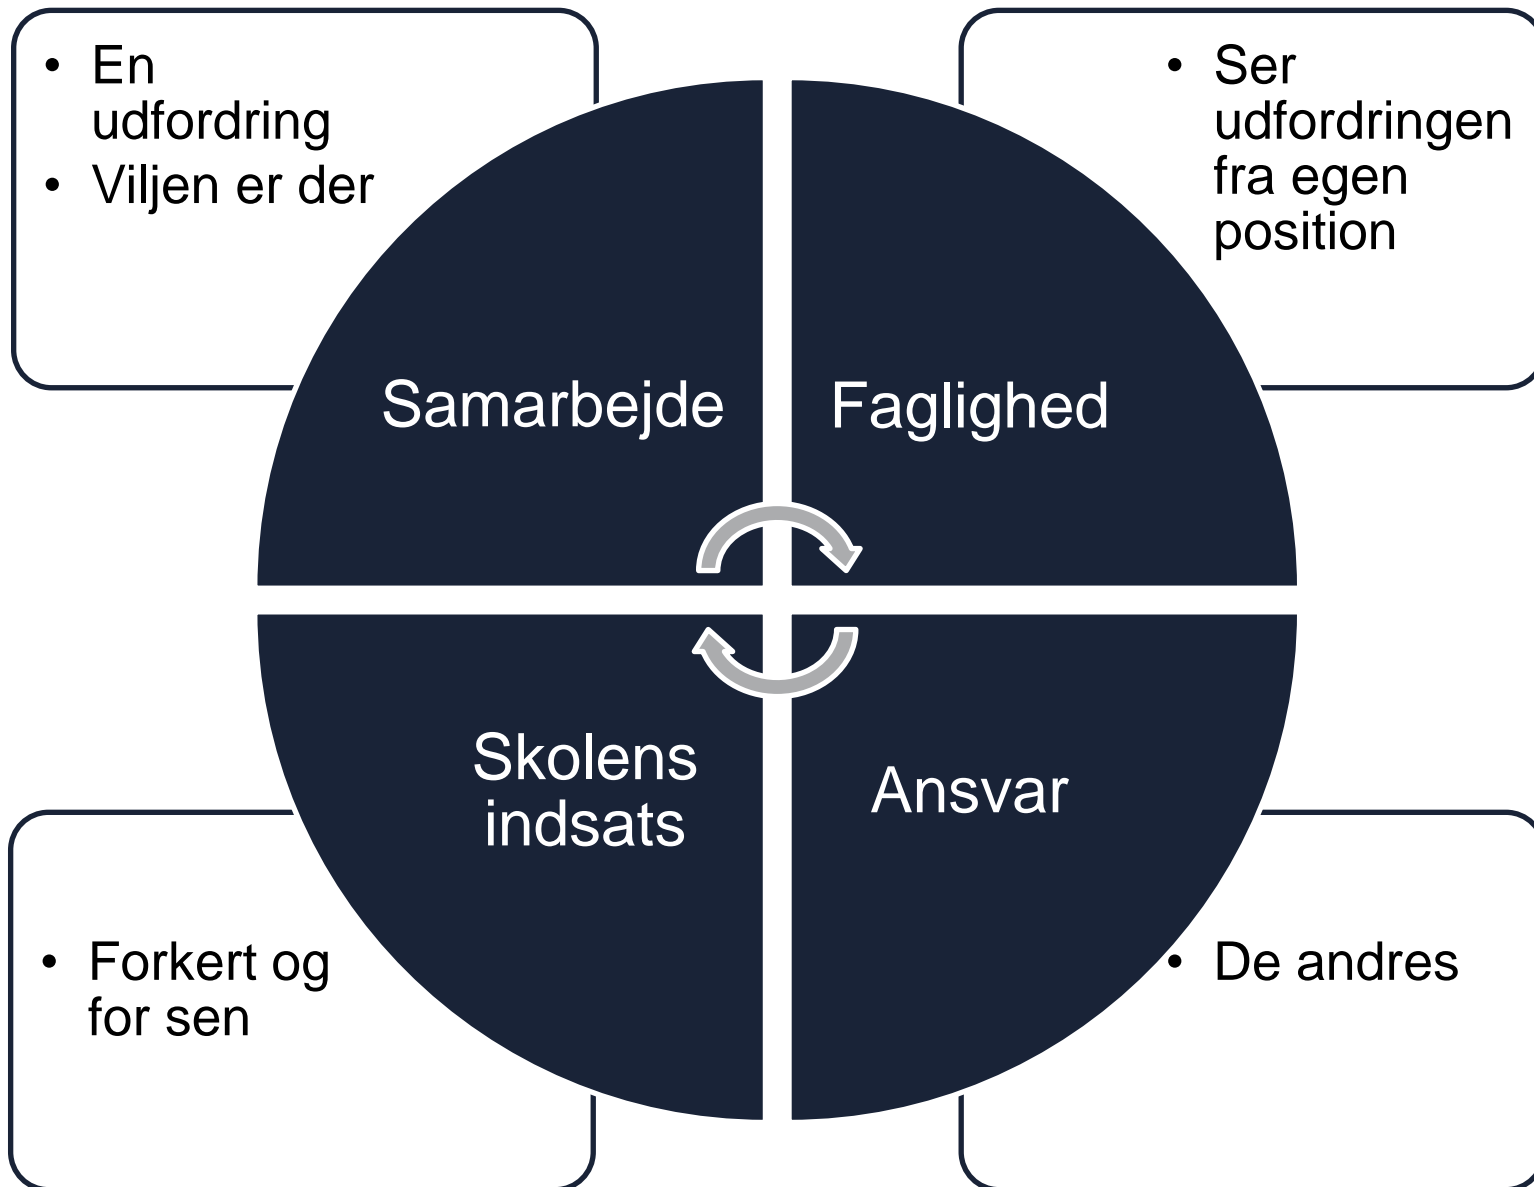 • En
udfordring
• Viljen er der
• Ser
udfordringen
fra egen
position
Samarbejde
Faglighed
Skolens
indsats
Ansvar
• Forkert og
for sen
• De andres